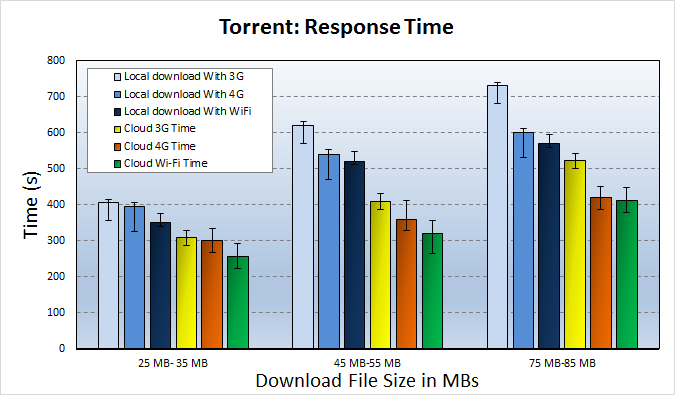 Torrent: Response Time
800
700
600
500
400
300
200
100
0
Time (s)
Local download With 3G
Local download With 4G
Local download With WiFi
Cloud 3G Time
Cloud 4G Time
Cloud Wi-Fi Time
25 MB- 35 MB
45 MB-55 MB
75 MB-85 MB
Download File Size in MBs